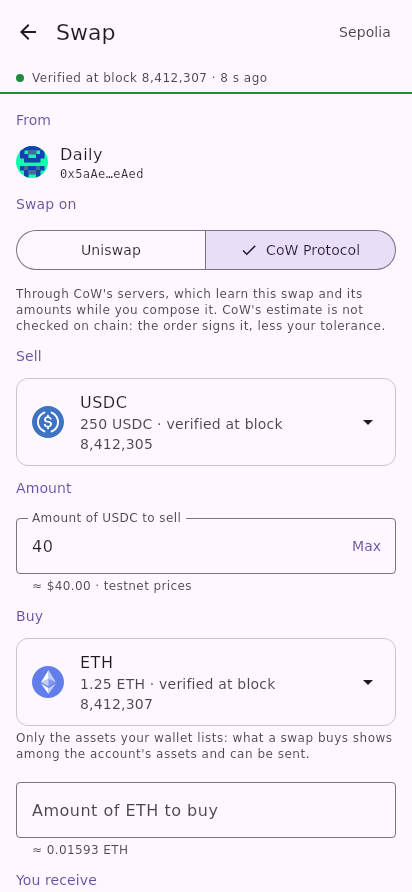 Swap
Sepolia
Verified at block 8,412,307 · 8 s ago
From
Daily
0x5aAe…eAed
Swap on
Uniswap
CoW Protocol
Through CoW's servers, which learn this swap and its
amounts while you compose it. CoW's estimate is not
checked on chain: the order signs it, less your tolerance.
Sell
USDC
250 USDC · verified at block
8,412,305
Amount
Amount of USDC to sell
40
Max
≈ $40.00 · testnet prices
Buy
ETH
1.25 ETH · verified at block
8,412,307
Only the assets your wallet lists: what a swap buys shows
among the account's assets and can be sent.
Amount of ETH to buy
≈ 0.01593 ETH
You receive